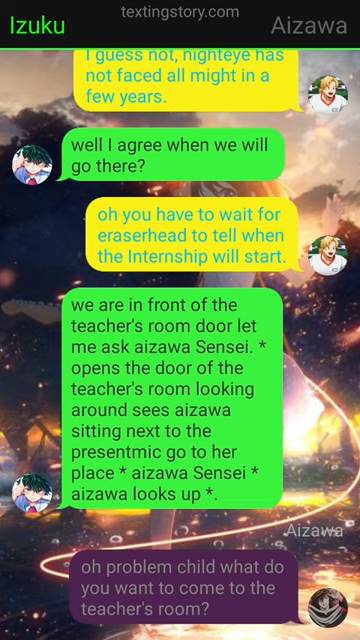 textingstory.com
Izuku
Aizawa
I guess not, nighteye has
not faced all might in a
few years.
well I agree when we will
go there?
oh you have to wait for
eraserhead to tell when
the Internship will start.
we are in front of the
teacher's room door let
me ask aizawa Sensei. *
opens the door of the
teacher's room looking
around sees aizawa
sitting next to the
presentmic go to her
place * aizawa Sensei *
aizawa looks up *.
Aizawa
oh problem child what do
you want to come to the
teacher's room?